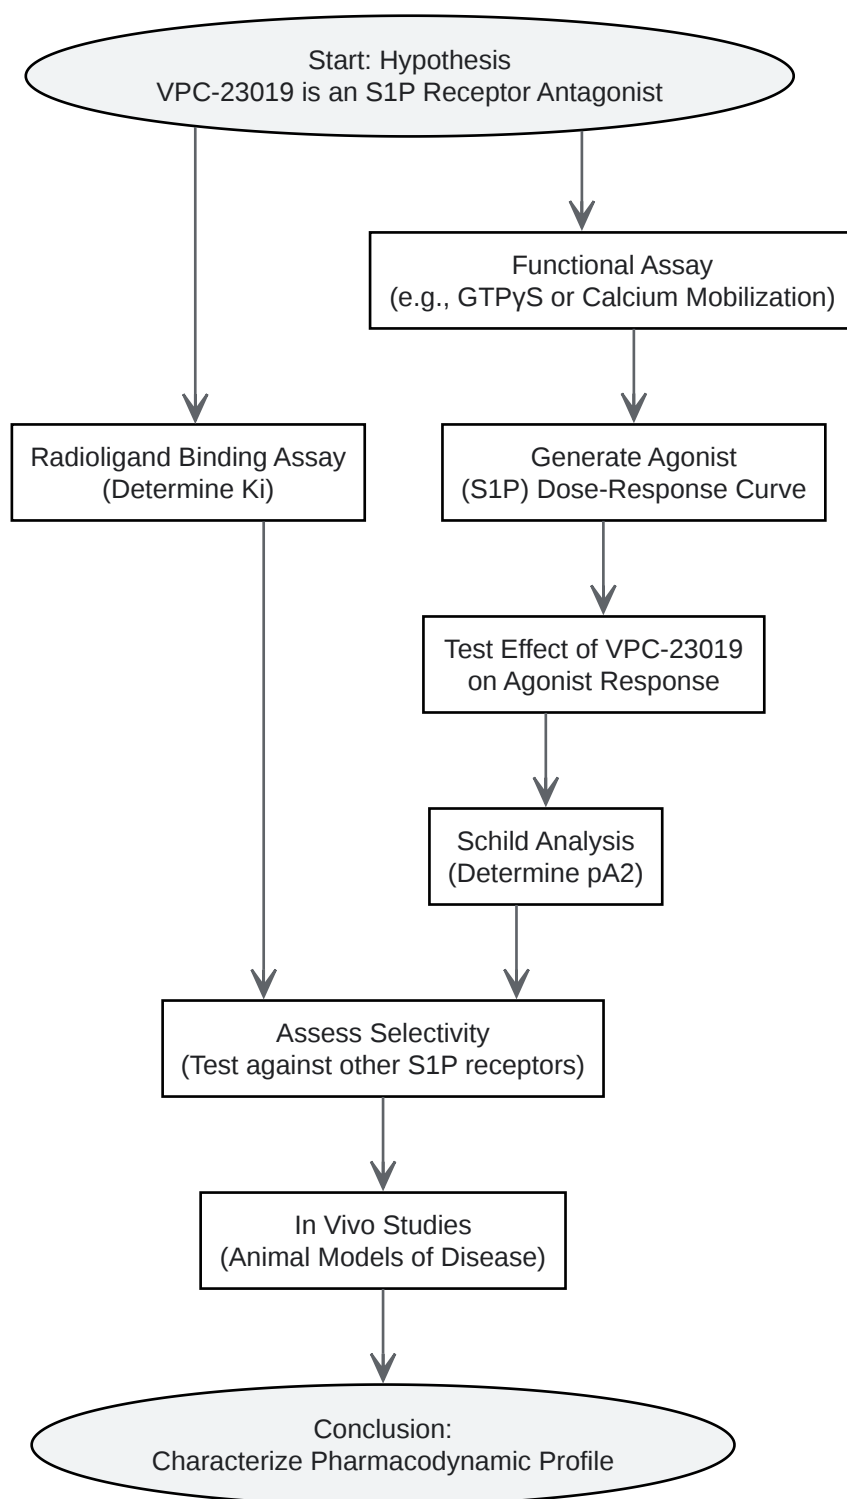 Start: Hypothesis
VPC-23019 is an S1P Receptor Antagonist
Functional Assay
(e.g., GTPγS or Calcium Mobilization)
Radioligand Binding Assay
(Determine Ki)
Generate Agonist
(S1P) Dose-Response Curve
Test Effect of VPC-23019
on Agonist Response
Schild Analysis
(Determine pA2)
Assess Selectivity
(Test against other S1P receptors)
In Vivo Studies
(Animal Models of Disease)
Conclusion:
Characterize Pharmacodynamic Profile